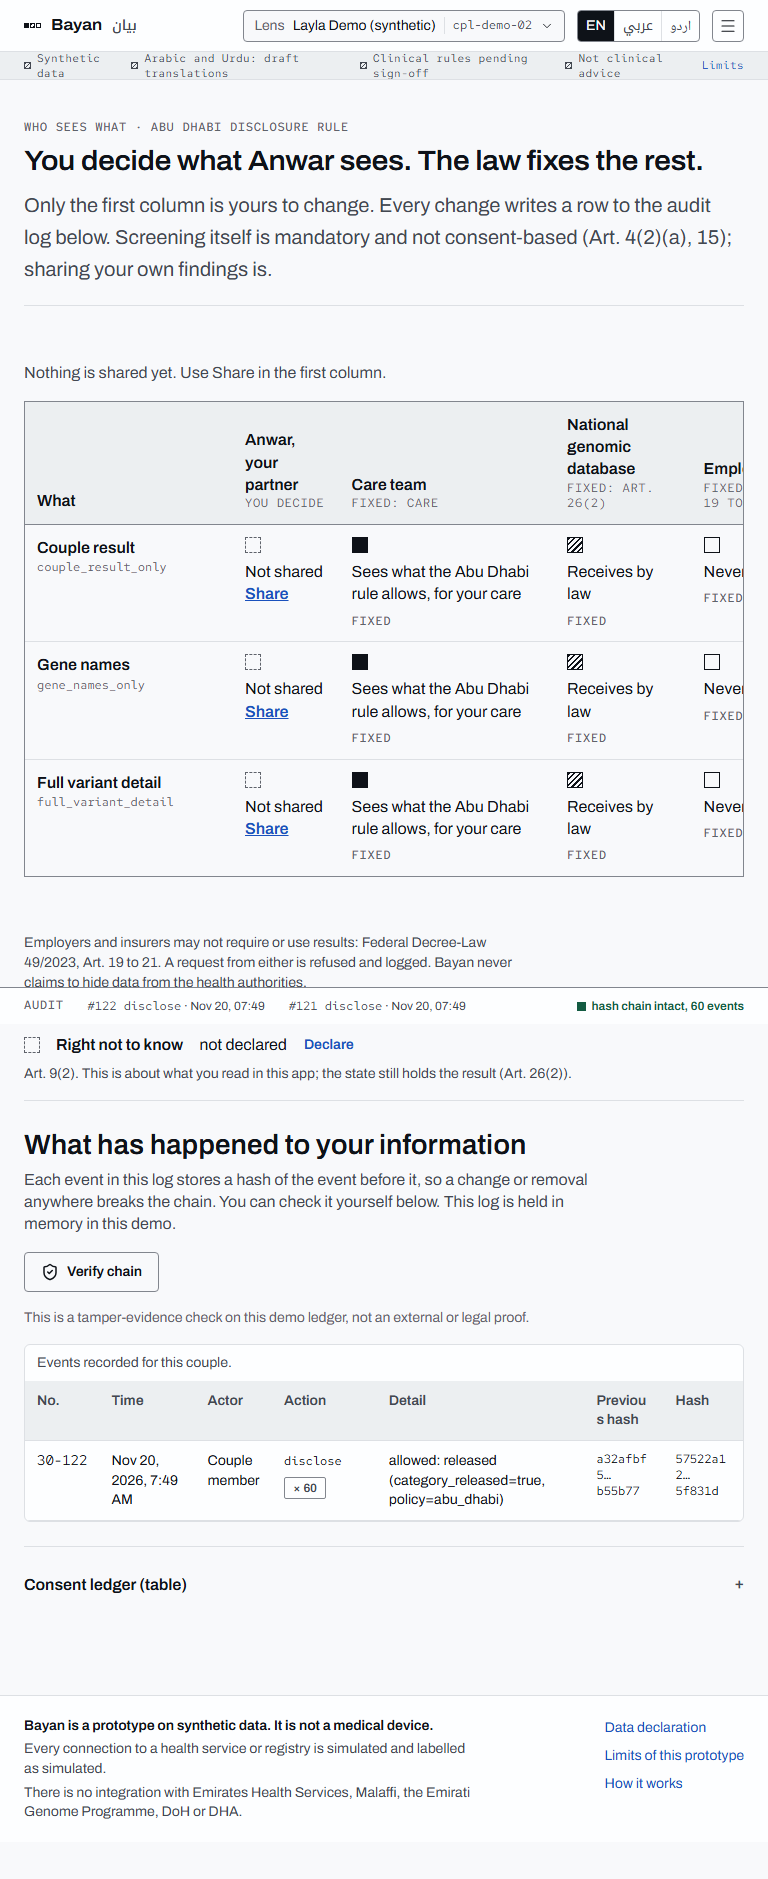 Bayan بيان
Lens Layla Demo (synthetic) cpl-demo-02
EN عربي اردو
Synthetic data
Arabic and Urdu: draft translations
Clinical rules pending sign-off
Not clinical advice
Limits
WHO SEES WHAT · ABU DHABI DISCLOSURE RULE
You decide what Anwar sees. The law fixes the rest.
Only the first column is yours to change. Every change writes a row to the audit
log below. Screening itself is mandatory and not consent-based (Art. 4(2)(a), 15);
sharing your own findings is.
Nothing is shared yet. Use Share in the first column.
What
Anwar, your partner
YOU DECIDE
Care team
FIXED: CARE
National genomic database
FIXED: ART. 26(2)
Emplo
FIXED
19 TO
Couple result
couple_result_only
Not shared
Share
Sees what the Abu Dhabi
rule allows, for your care
FIXED
Receives by
law
FIXED
Never
FIXED
Gene names
gene_names_only
Not shared
Share
Sees what the Abu Dhabi
rule allows, for your care
FIXED
Receives by
law
FIXED
Never
FIXED
Full variant detail
full_variant_detail
Not shared
Share
Sees what the Abu Dhabi
rule allows, for your care
FIXED
Receives by
law
FIXED
Never
FIXED
Employers and insurers may not require or use results: Federal Decree-Law
49/2023, Art. 19 to 21. A request from either is refused and logged. Bayan never
claims to hide data from the health authorities.
AUDIT #122 disclose · Nov 20, 07:49 #121 disclose · Nov 20, 07:49 hash chain intact, 60 events
Right not to know not declared Declare
Art. 9(2). This is about what you read in this app; the state still holds the result (Art. 26(2)).
What has happened to your information
Each event in this log stores a hash of the event before it, so a change or removal
anywhere breaks the chain. You can check it yourself below. This log is held in
memory in this demo.
Verify chain
This is a tamper-evidence check on this demo ledger, not an external or legal proof.
Events recorded for this couple.
No. Time Actor Action Detail Previou Hash
s hash
30-122 Nov 20, Couple disclose allowed: released a32afbf 57522a1
2026, 7:49 member × 60 (category_released=true, 5… 2…
AM policy=abu_dhabi) b55b77 5f831d
Consent ledger (table) +
Bayan is a prototype on synthetic data. It is not a medical device.
Every connection to a health service or registry is simulated and labelled
as simulated.
There is no integration with Emirates Health Services, Malaffi, the Emirati
Genome Programme, DoH or DHA.
Data declaration
Limits of this prototype
How it works